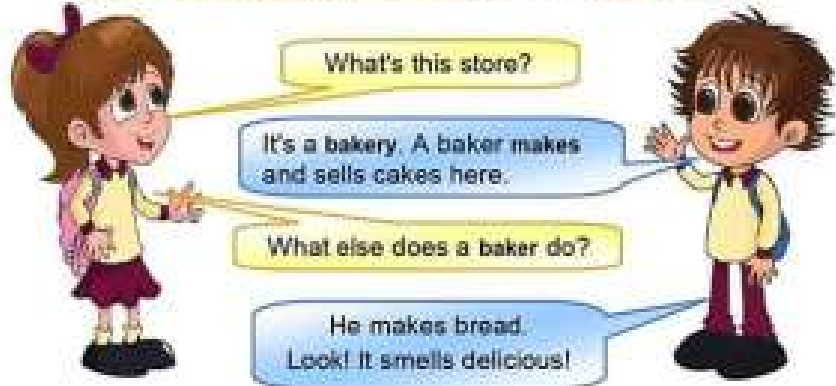 What's this store?
It's a bakery. A baker makes
and sells cakes here.
What else does a baker do?
He makes bread.
Look! It smells delicious!